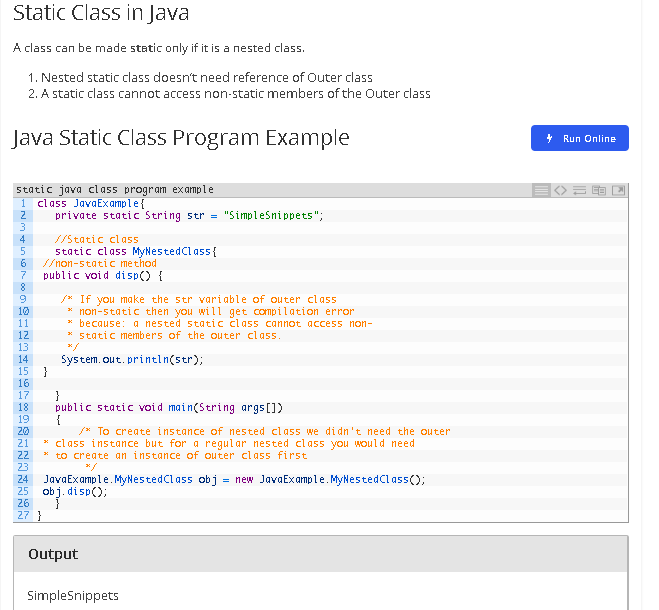 Static Class in Java
A class can be made static only if it is a nested class.
1. Nested static class doesn't need reference of Outer class
2. A static class cannot access non-static members of the Outer class
Java Static Class Program Example
Run Online
static java class program example
1 class JavaExample{
2 private static String str = "SimpleSnippets";
3
4 //Static class
5 static class MyNestedClass{
6 //non-static method
7 public void disp() {
8
9 /* If you make the str variable of outer class
10 * non-static then you will get compilation error
11 * because: a nested static class cannot access non-
12 * static members of the outer class.
13 */
14 System.out.println(str);
15 }
16
17 }
18 public static void main(String args[])
19 {
20 /* To create instance of nested class we didn't need the outer
21 * class instance but for a regular nested class you would need
22 * to create an instance of outer class first
23 */
24 JavaExample.MyNestedClass obj = new JavaExample.MyNestedClass();
25 obj.disp();
26 }
27 }
Output
SimpleSnippets